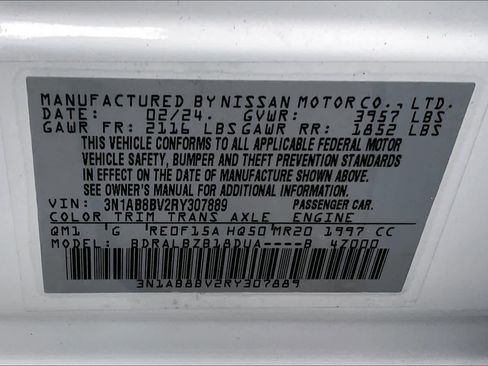 MANUFACTURED BY NISSAN MOTOR CO., LTD.
DATE: 02/24. GVWR: 3957 LBS
GAWR FR: 2116 LBS GAWR RR: 1852 LBS
THIS VEHICLE CONFORMS TO ALL APPLICABLE FEDERAL MOTOR
VEHICLE SAFETY, BUMPER AND THEFT PREVENTION STANDARDS
IN EFFECT ON THE DATE OF MANUFACTURE SHOWN ABOVE.
SEE OWNER'S MANUAL FOR ADDITIONAL INFORMATION
VIN: 3N1AB8BV2RY307889 PASSENGER CAR.
COLOR TRIM TRANS AXLE ENGINE
QM1 G RE0F15A HQ50 MR20 1997 CC
MODEL: BDRALBZB18DUA----B 4Z000
3N1AB8BV2RY307889